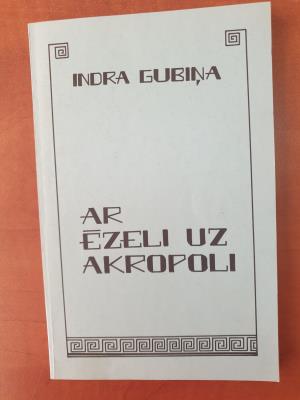 INDRA GUBIŅA
AR
ĒZELI UZ
AKROPOLI